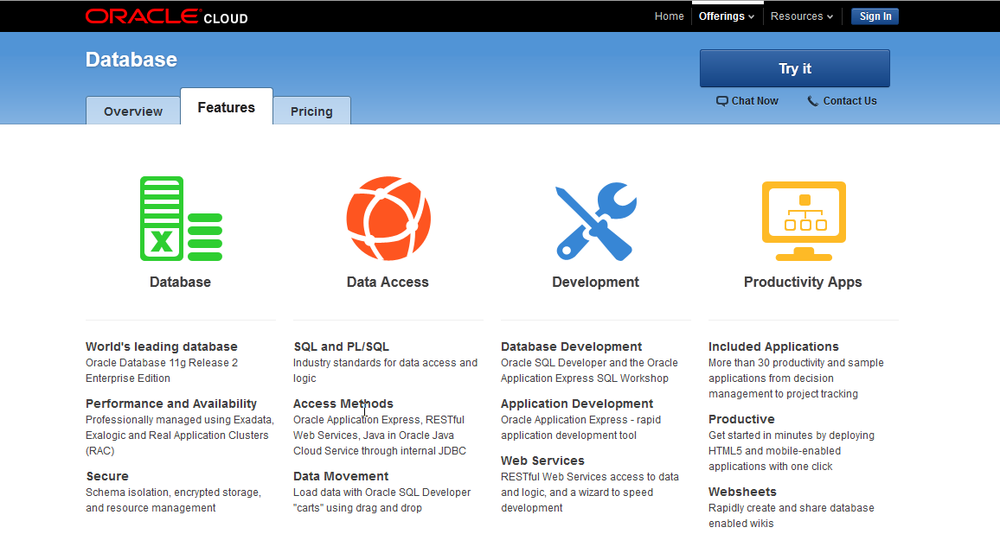 ORACLE CLOUD
Home Offerings Resources Sign In
Database
Try it
Chat Now Contact Us
Overview Features Pricing
X
Database
Data Access
Development
Productivity Apps
World's leading database
Oracle Database 11g Release 2
Enterprise Edition
Performance and Availability
Professionally managed using Exadata,
Exalogic and Real Application Clusters
(RAC)
Secure
Schema isolation, encrypted storage,
and resource management
SQL and PL/SQL
Industry standards for data access and
logic
Access Methods
Oracle Application Express, RESTful
Web Services, Java in Oracle Java
Cloud Service through internal JDBC
Data Movement
Load data with Oracle SQL Developer
"carts" using drag and drop
Database Development
Oracle SQL Developer and the Oracle
Application Express SQL Workshop
Application Development
Oracle Application Express - rapid
application development tool
Web Services
RESTful Web Services access to data
and logic, and a wizard to speed
development
Included Applications
More than 30 productivity and sample
applications from decision
management to project tracking
Productive
Get started in minutes by deploying
HTML5 and mobile-enabled
applications with one click
Websheets
Rapidly create and share database
enabled wikis